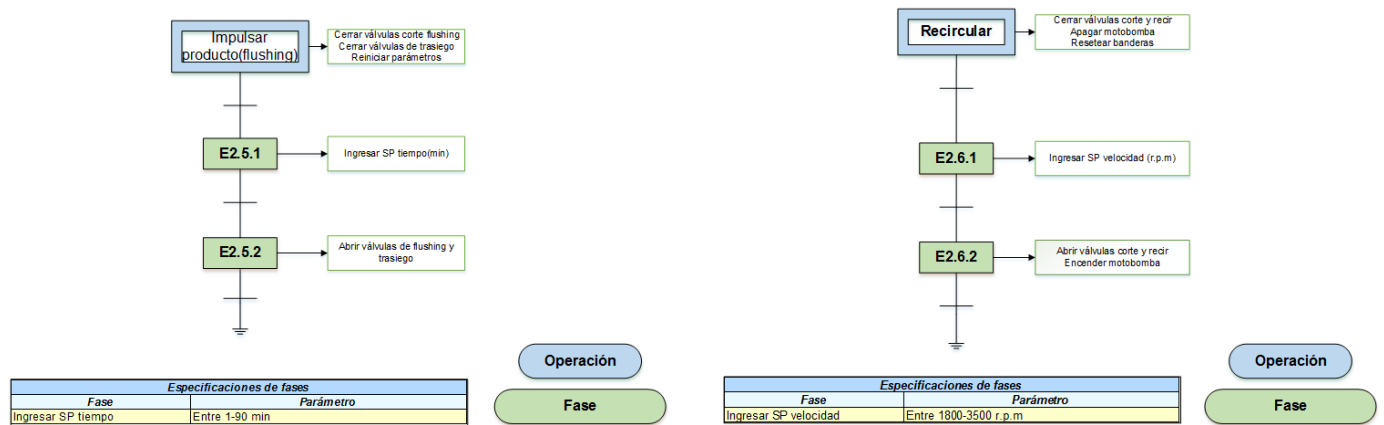 Impulsar
producto(flushing)
Cerrar válvulas corte flushing
Cerrar válvulas de trasiego
Reiniciar parámetros
E2.5.1
Ingresar SP tiempo(min)
E2.5.2
Abrir válvulas de flushing y
trasiego
Operación
Especificaciones de fases
Fase
Parámetro
Ingresar SP tiempo
Entre 1-90 min
Fase
Recircular
Cerrar válvulas corte y recir
Apagar motobomba
Resetear banderas
E2.6.1
Ingresar SP velocidad (r.p.m)
E2.6.2
Abrir válvulas corte y recir
Encender motobomba
Operación
Especificaciones de fases
Fase
Parámetro
Ingresar SP velocidad
Entre 1800-3500 r.p.m
Fase